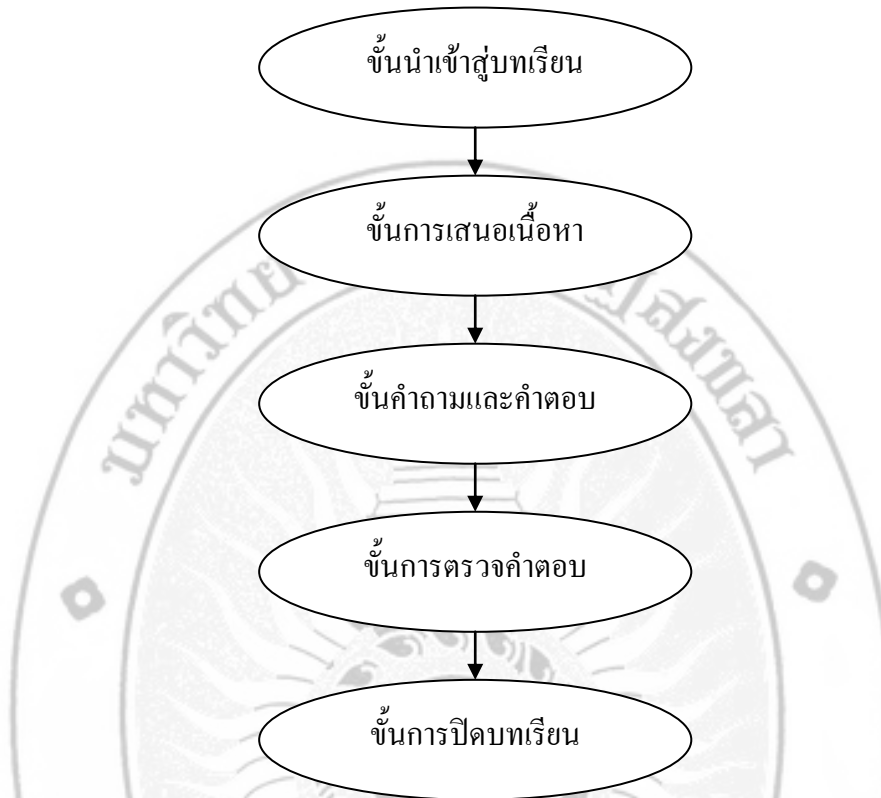 ขั้นนำเข้าสู่บทเรียน
ขั้นการเสนอเนื้อหา
ขั้นคำถามและคำตอบ
ขั้นการตรวจคำตอบ
ขั้นการปิดบทเรียน